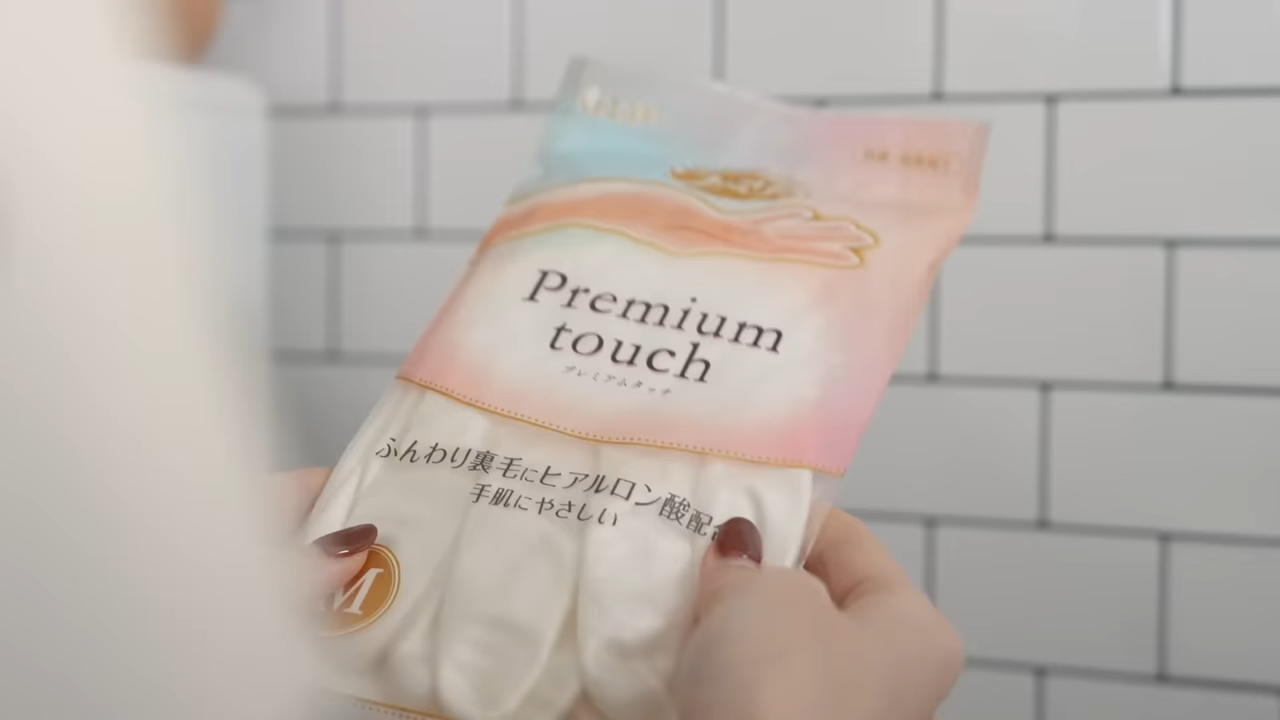 Premium
touch
プレミアムタッチ
ふんわり裏毛にヒアルロン酸配合
手肌にやさしい
M